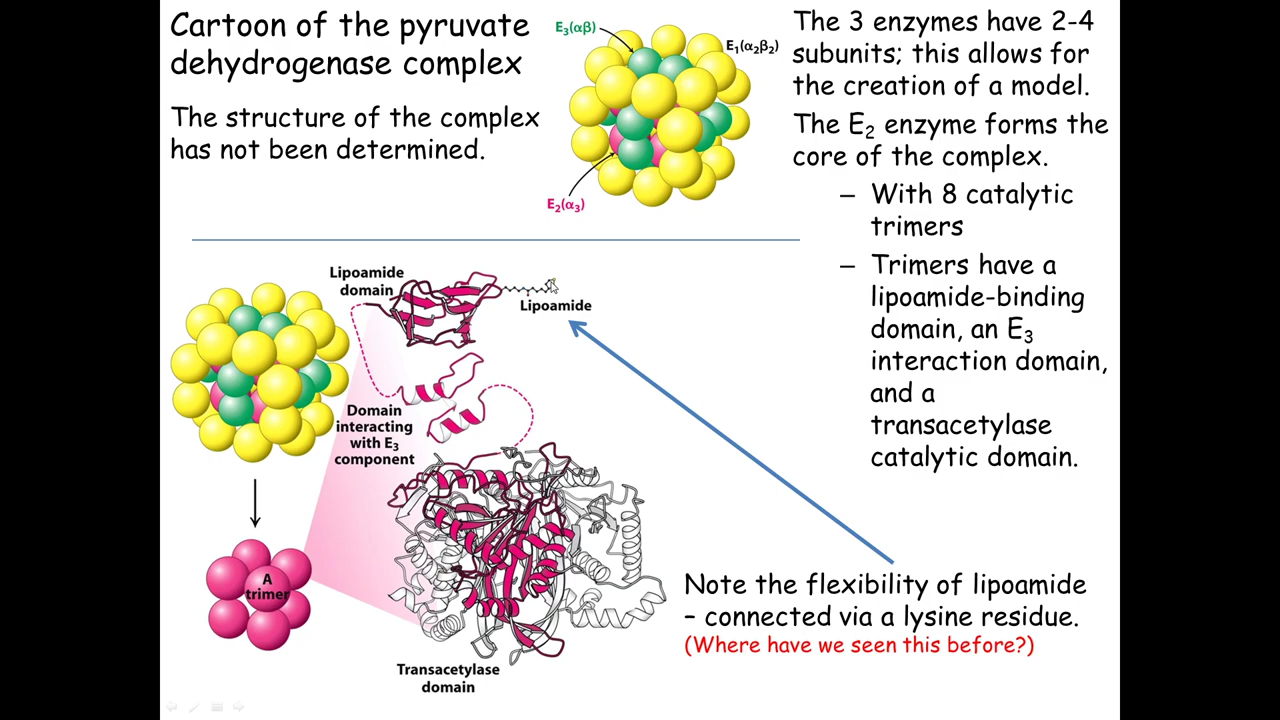 Cartoon of the pyruvate
dehydrogenase complex
The structure of the complex
has not been determined.
E₃(αβ)
E₁(α₂β₂)
E₂(α₃)
The 3 enzymes have 2-4
subunits; this allows for
the creation of a model.
The E₂ enzyme forms the
core of the complex.
– With 8 catalytic
trimers
– Trimers have a
lipoamide-binding
domain, an E₃
interaction domain,
and a
transacetylase
catalytic domain.
Lipoamide
domain
Lipoamide
Domain
interacting
with E₃
component
A
trimer
Transacetylase
domain
Note the flexibility of lipoamide
– connected via a lysine residue.
(Where have we seen this before?)